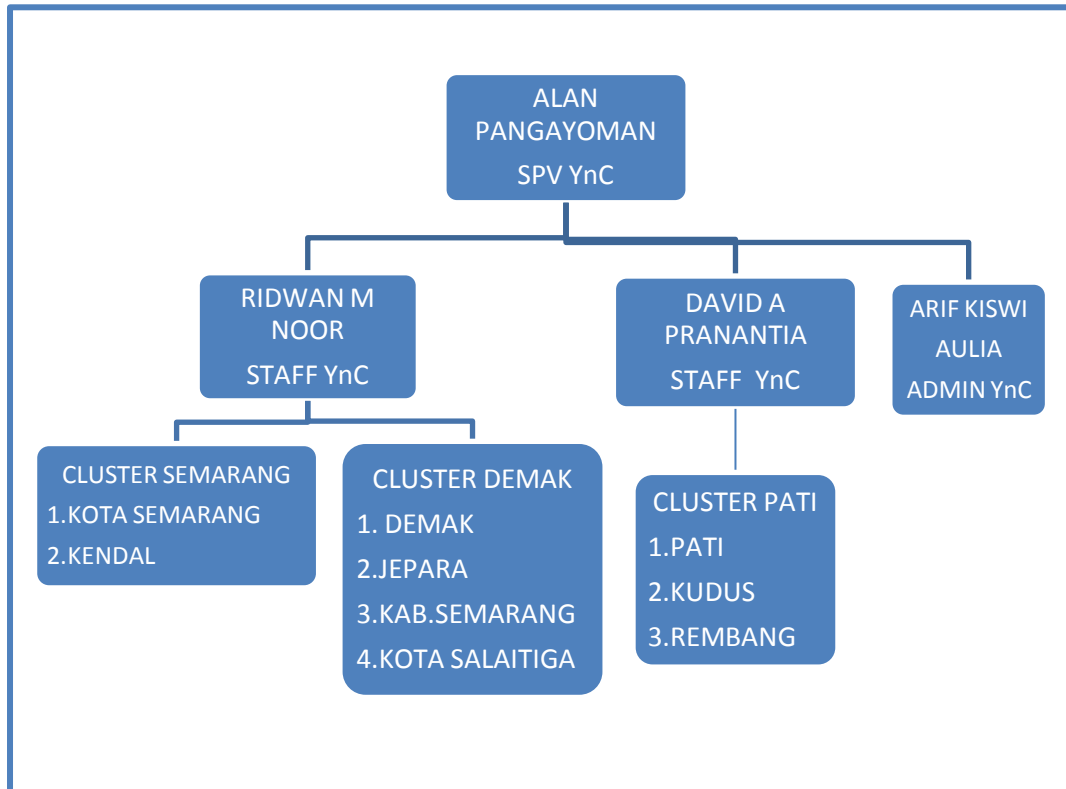 ALAN
PANGAYOMAN
SPV YnC
RIDWAN M
NOOR
STAFF YnC
DAVID A
PRANANTIA
STAFF YnC
ARIF KISWI
AULIA
ADMIN YnC
CLUSTER SEMARANG
1.KOTA SEMARANG
2.KENDAL
CLUSTER DEMAK
1. DEMAK
2.JEPARA
3.KAB.SEMARANG
4.KOTA SALAITIGA
CLUSTER PATI
1.PATI
2.KUDUS
3.REMBANG